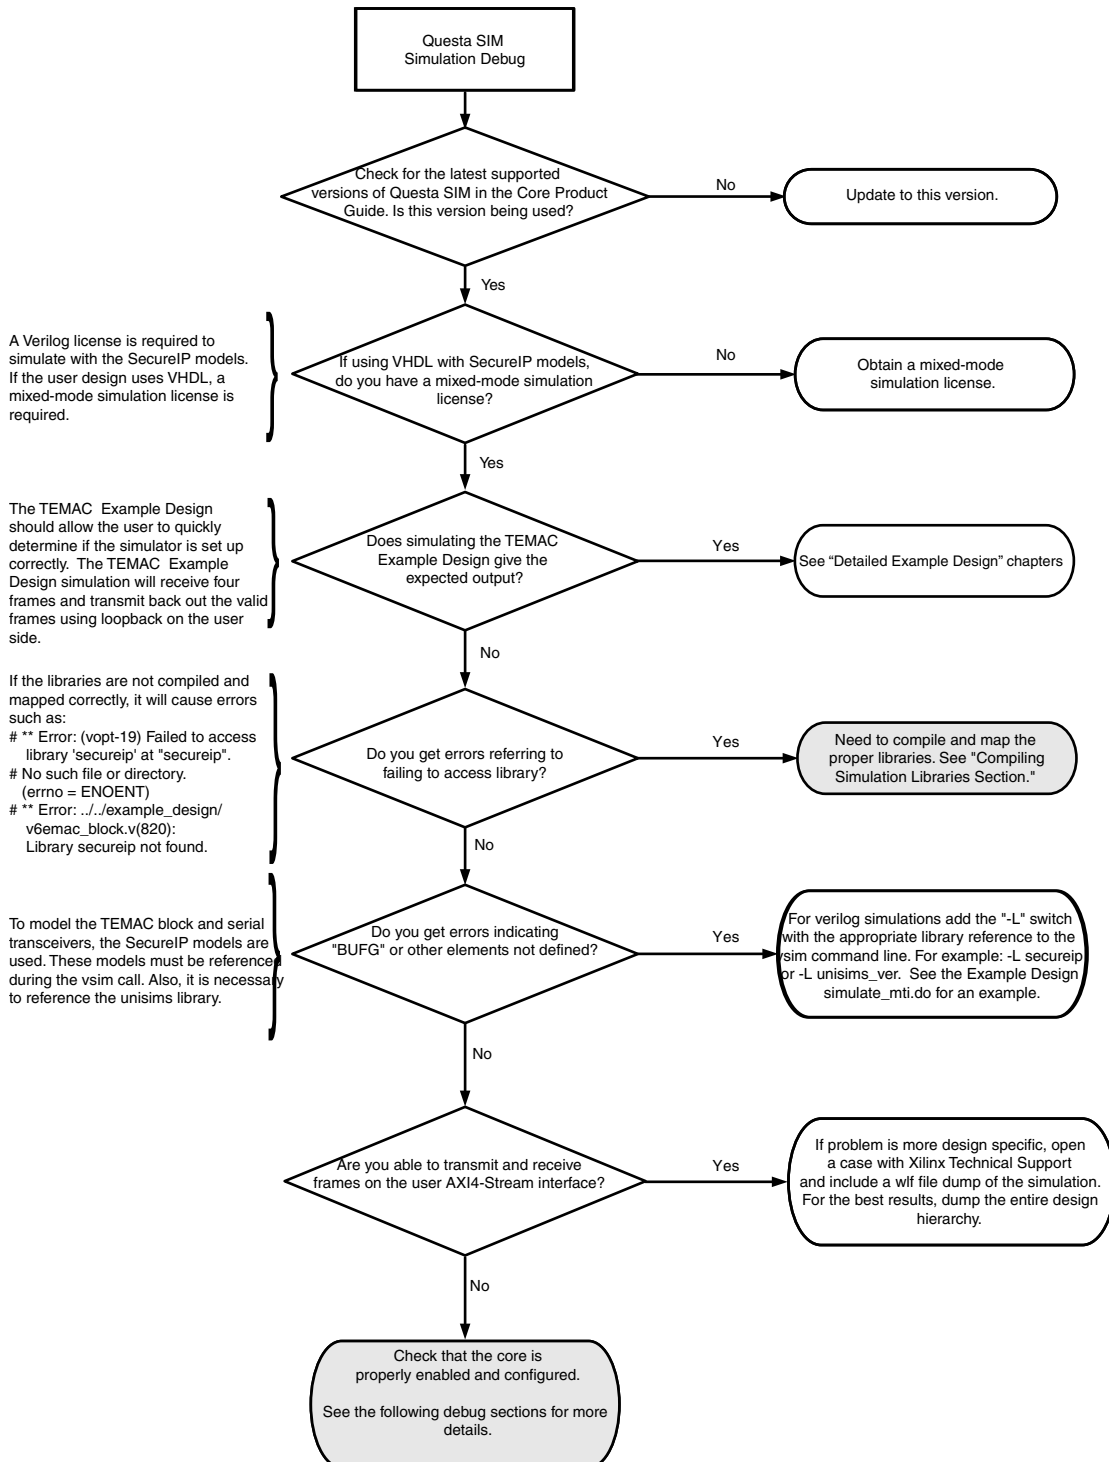 Questa SIM
Simulation Debug
Check for the latest supported
versions of Questa SIM in the Core Product
Guide. Is this version being used?
No
Update to this version.
Yes
A Verilog license is required to
simulate with the SecureIP models.
If the user design uses VHDL, a
mixed-mode simulation license is
required.
If using VHDL with SecureIP models,
do you have a mixed-mode simulation
license?
No
Obtain a mixed-mode
simulation license.
Yes
The TEMAC Example Design
should allow the user to quickly
determine if the simulator is set up
correctly. The TEMAC Example
Design simulation will receive four
frames and transmit back out the valid
frames using loopback on the user
side.
Does simulating the TEMAC
Example Design give the
expected output?
Yes
See “Detailed Example Design” chapters
No
If the libraries are not compiled and
mapped correctly, it will cause errors
such as:
# ** Error: (vopt-19) Failed to access
library 'secureip' at "secureip".
# No such file or directory.
(errno = ENOENT)
# ** Error: ../../example_design/
v6emac_block.v(820):
Library secureip not found.
Do you get errors referring to
failing to access library?
Yes
Need to compile and map the
proper libraries. See "Compiling
Simulation Libraries Section."
No
To model the TEMAC block and serial
transceivers, the SecureIP models are
used. These models must be referenced
during the vsim call. Also, it is necessary
to reference the unisims library.
Do you get errors indicating
"BUFG" or other elements not defined?
Yes
For verilog simulations add the "-L" switch
with the appropriate library reference to the
vsim command line. For example: -L secureip
or -L unisims_ver. See the Example Design
simulate_mti.do for an example.
No
Are you able to transmit and receive
frames on the user AXI4-Stream interface?
Yes
If problem is more design specific, open
a case with Xilinx Technical Support
and include a wlf file dump of the simulation.
For the best results, dump the entire design
hierarchy.
No
Check that the core is
properly enabled and configured.
See the following debug sections for more
details.